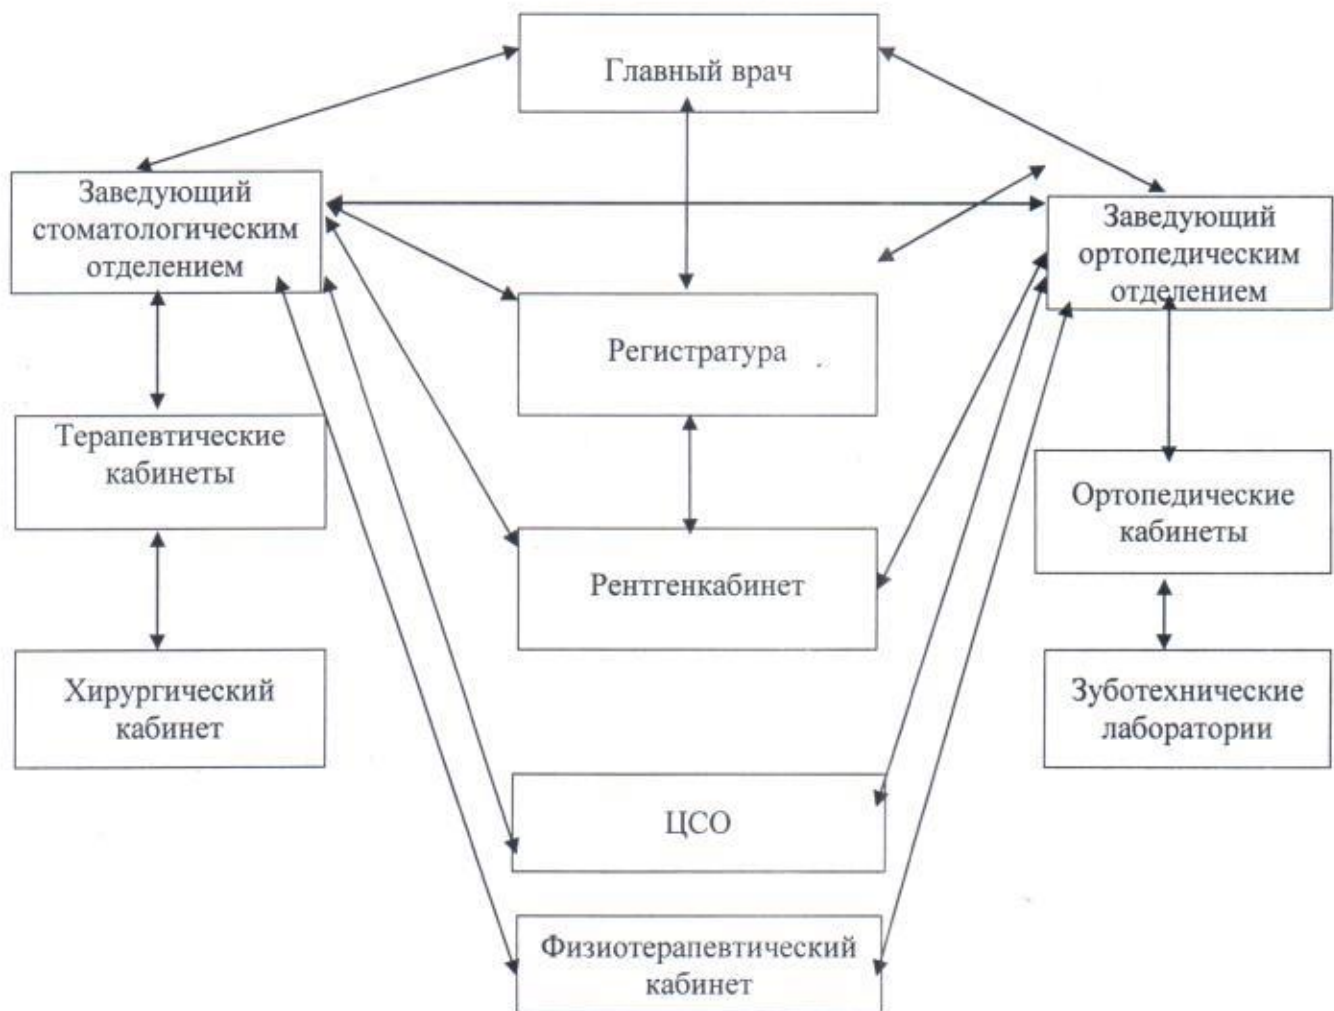 Главный врач
Заведующий
стоматологическим
отделением
Заведующий
ортопедическим
отделением
Регистратура
Терапевтические
кабинеты
Ортопедические
кабинеты
Рентгенкабинет
Хирургический
кабинет
Зуботехнические
лаборатории
ЦСО
Физиотерапевтический
кабинет